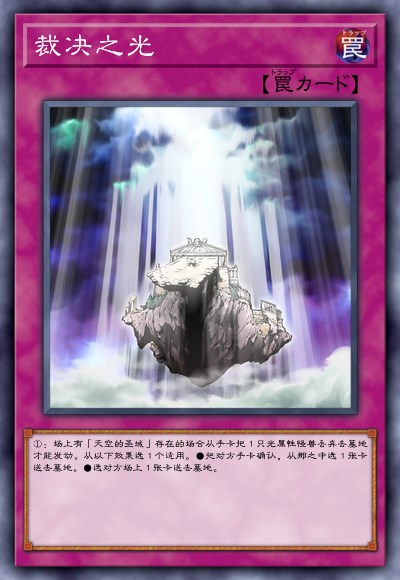 裁决之光
トラップ
罠
トラップ
【罠カード】
①：场上有「天空的圣域」存在的场合从手卡把1只光属性怪兽丢弃去墓地
才能发动。从以下效果选1个适用。●把对方手卡确认，从那之中选1张卡
送去墓地。●选对方场上1张卡送去墓地。